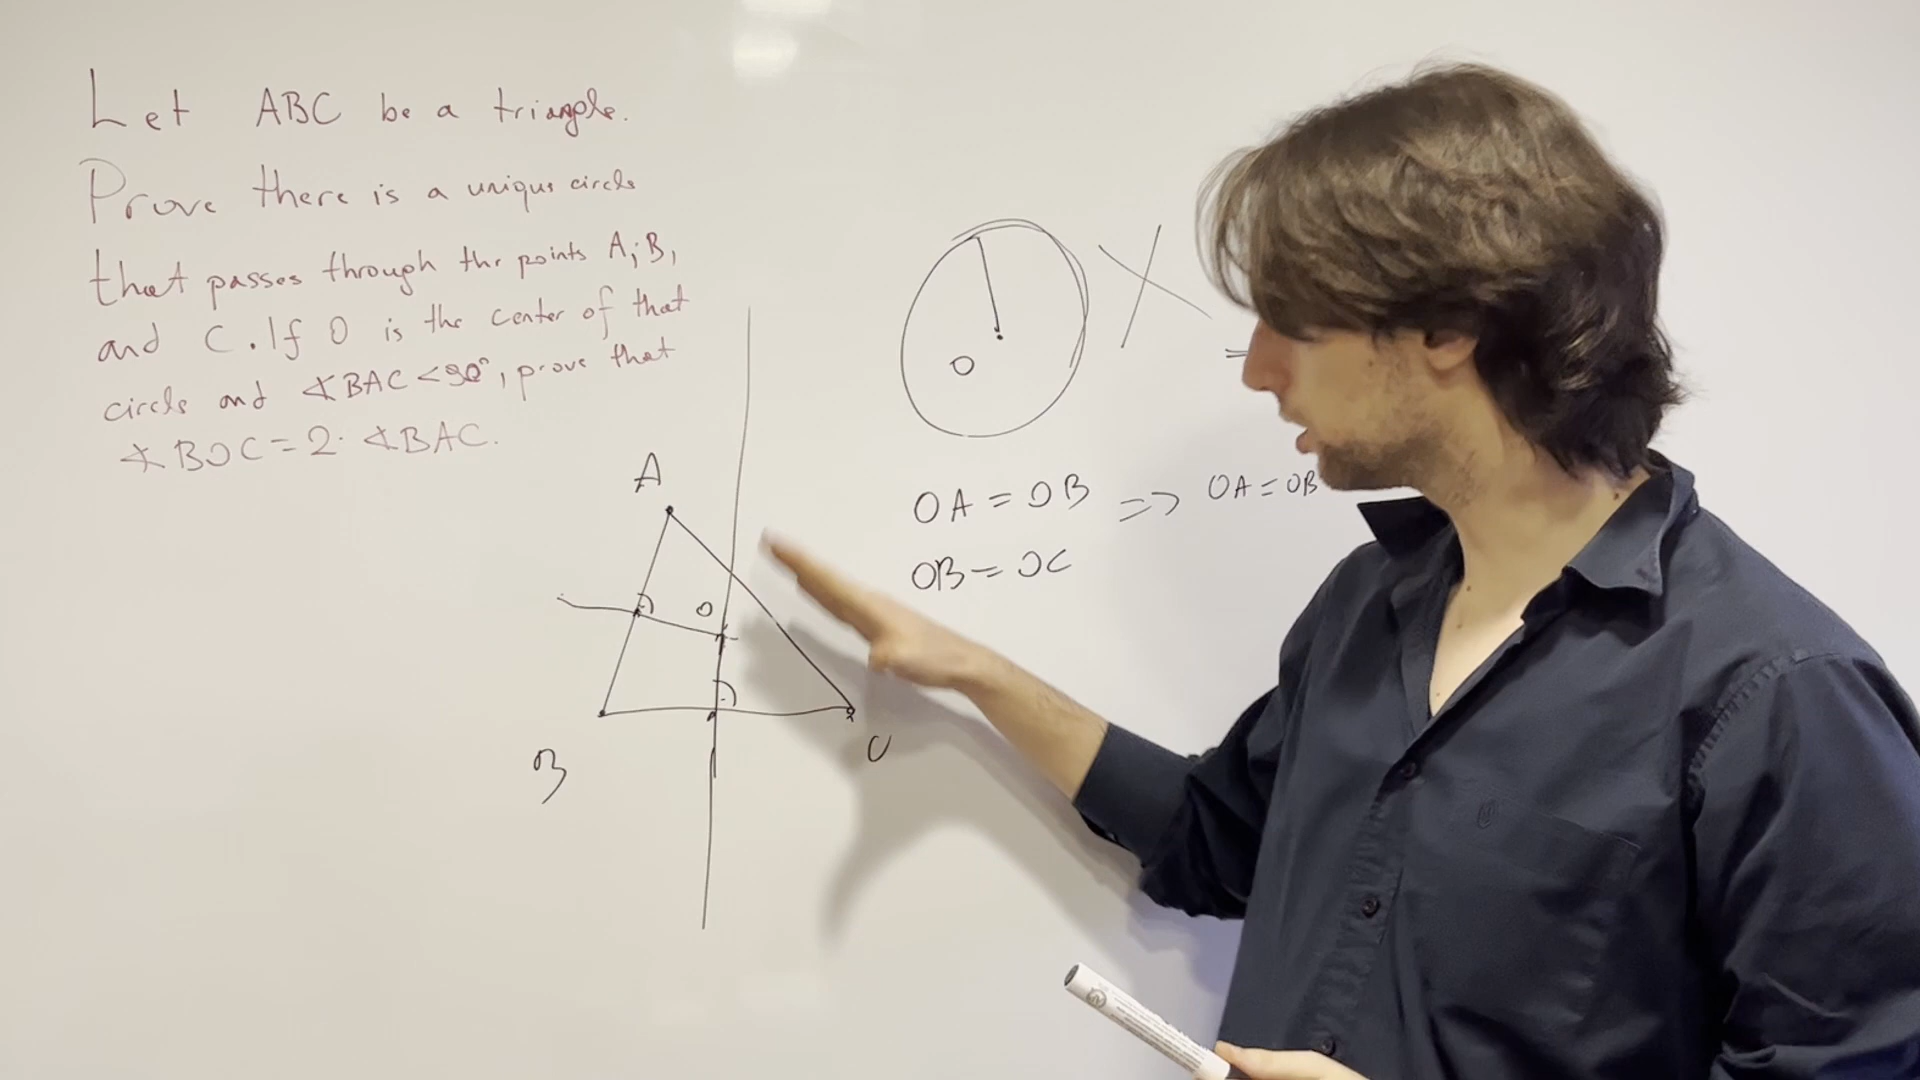 Let ABC be a triangle.
Prove there is a unique circle
that passes through the points A, B,
and C. If O is the center of that
circle and ∢BAC < 90°, prove that
∢BOC = 2· ∢BAC.
O
=
OA = OB => OA = OB
OB = OC
A
O
B
C